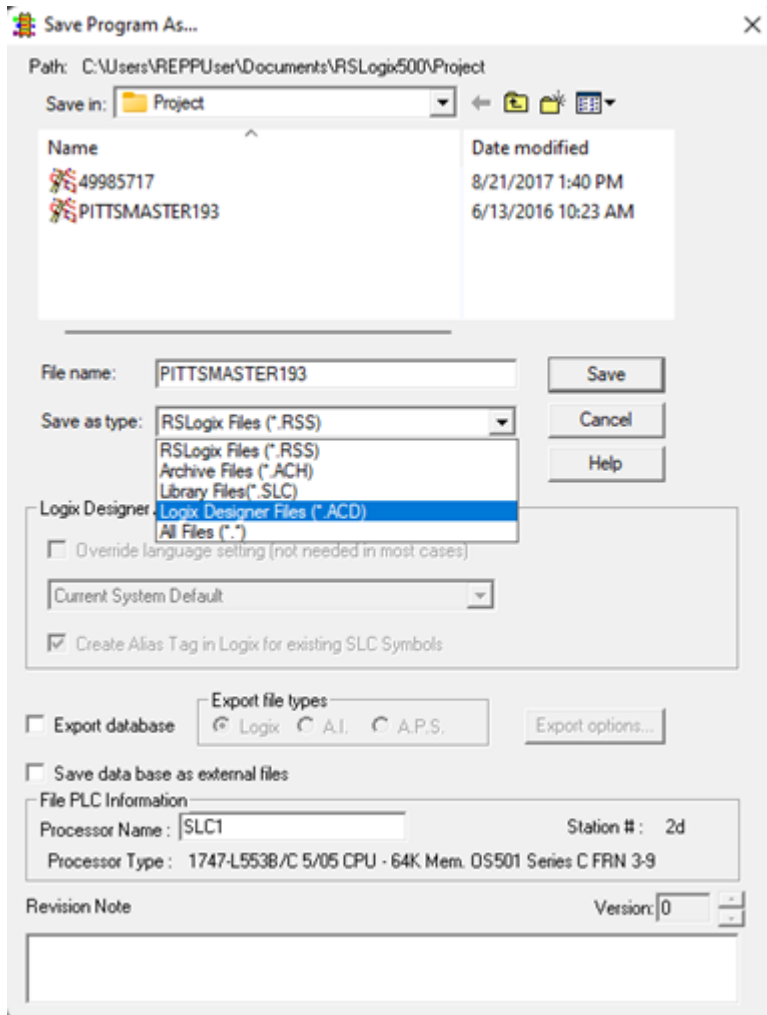 Save Program As...
Path: C:\Users\REPPUser\Documents\RSLogix500\Project
Save in: Project
Name Date modified
49985717 8/21/2017 1:40 PM
PITTSMASTER193 6/13/2016 10:23 AM
File name: PITTSMASTER193 Save
Save as type: RSLogix Files (*.RSS) Cancel
RSLogix Files (*.RSS)
Archive Files (*.ACH) Help
Library Files(*.SLC)
Logix Designer Logix Designer Files (*.ACD)
All Files (*.*)
Override language setting (not needed in most cases)
Current System Default
Create Alias Tag in Logix for existing SLC Symbols
Export file types
Export database Logix A.I. A.P.S. Export options...
Save data base as external files
File PLC Information
Processor Name : SLC1 Station # : 2d
Processor Type : 1747-L553B/C 5/05 CPU - 64K Mem. OS501 Series C FRN 3-9
Revision Note Version: 0